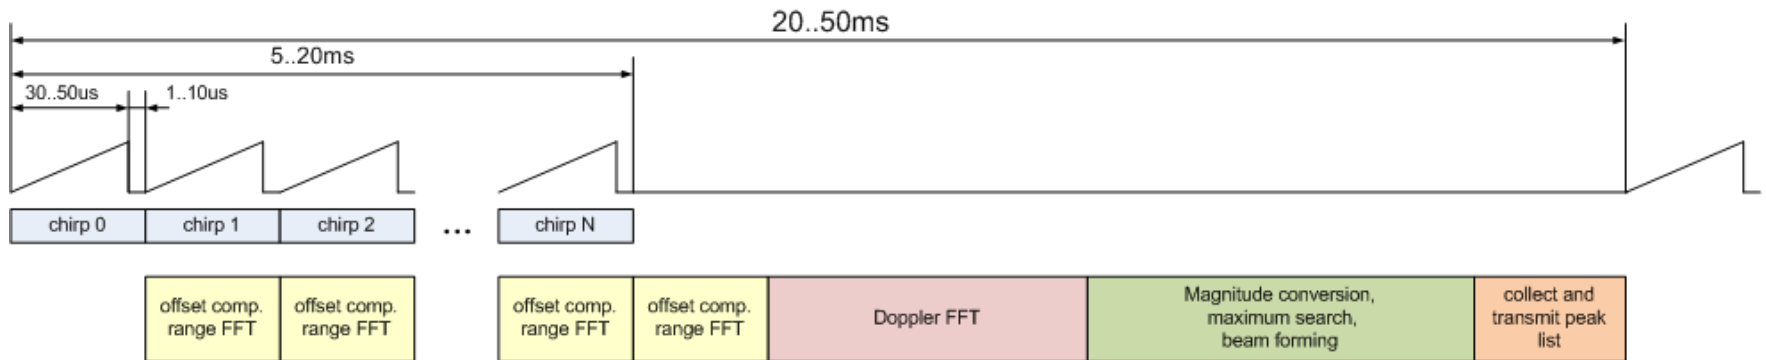 20..50ms
5..20ms
30..50us
1..10us
chirp 0
chirp 1
chirp 2
...
chirp N
offset comp.
range FFT
offset comp.
range FFT
offset comp.
range FFT
offset comp.
range FFT
Doppler FFT
Magnitude conversion,
maximum search,
beam forming
collect and
transmit peak
list